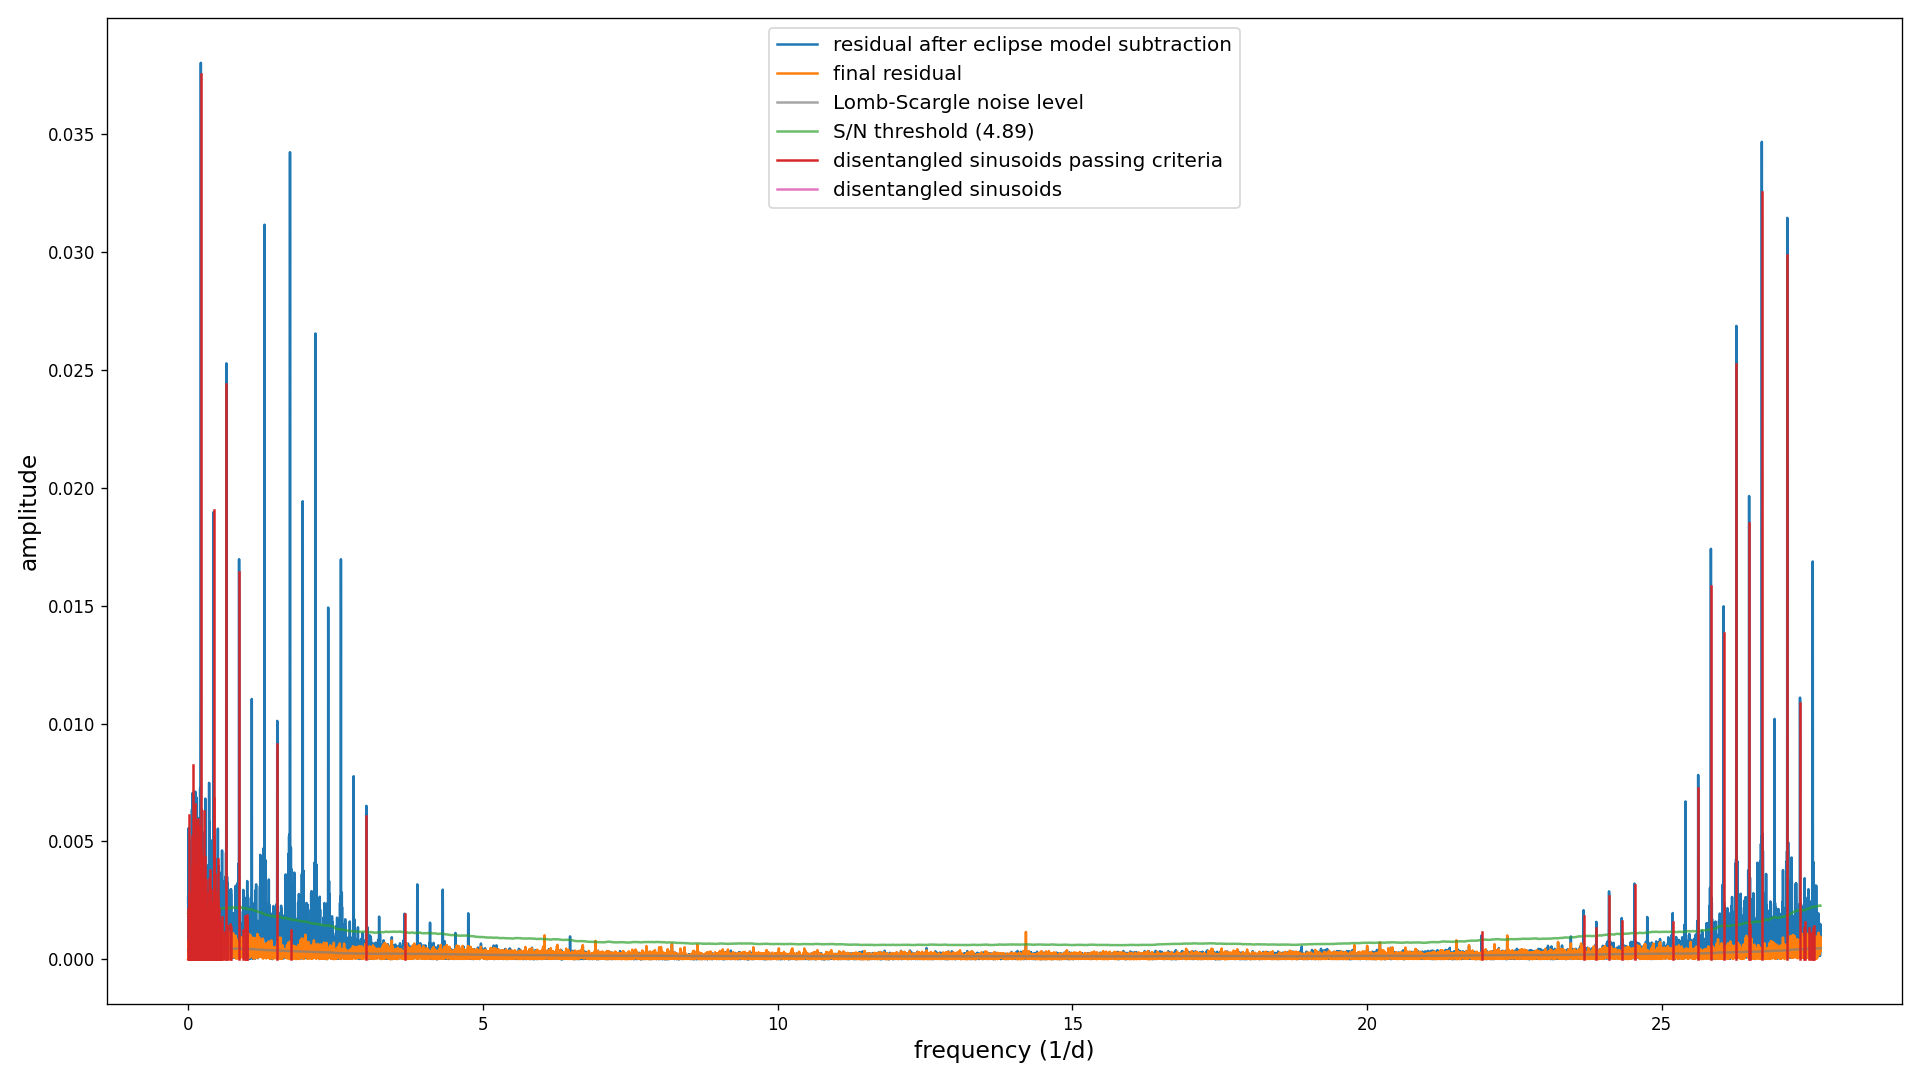 residual after eclipse model subtraction
final residual
Lomb-Scargle noise level
S/N threshold (4.89)
disentangled sinusoids passing criteria
disentangled sinusoids
amplitude
0.035
0.030
0.025
0.020
0.015
0.010
0.005
0.000
0 5 10 15 20 25
frequency (1/d)